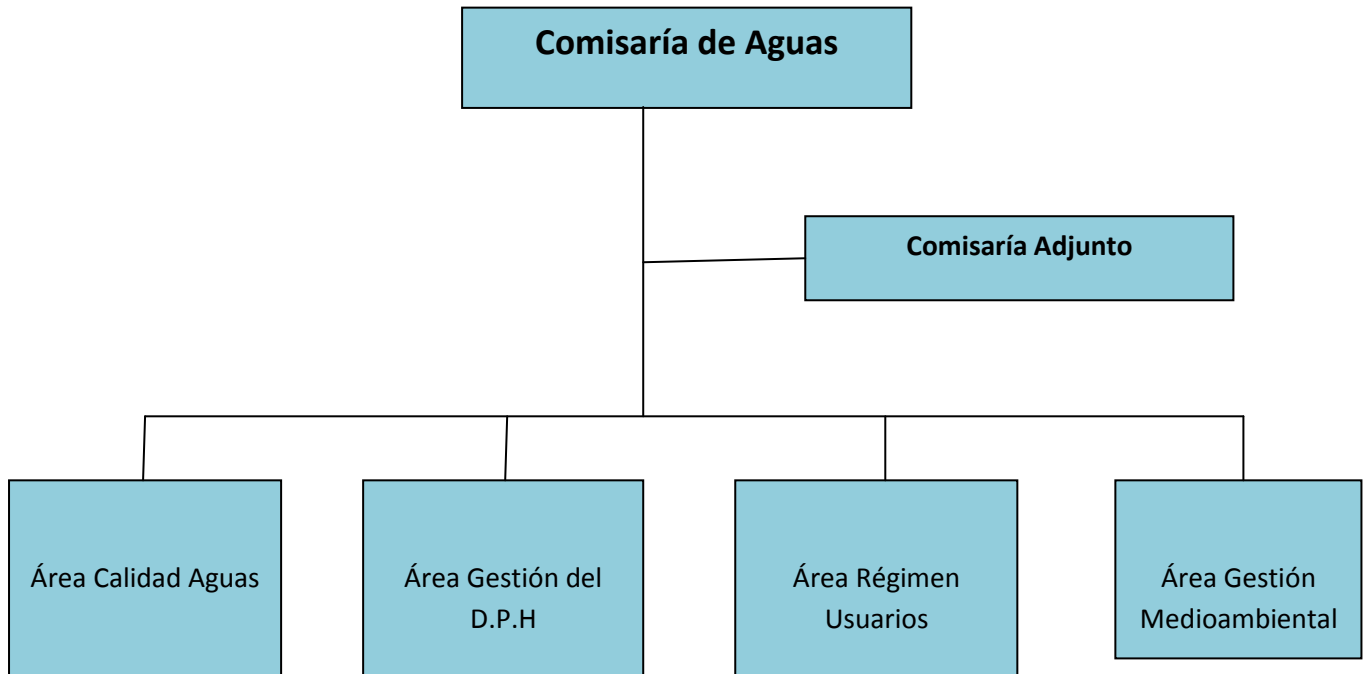 Comisaría de Aguas
Comisaría Adjunto
Área Calidad Aguas
Área Gestión del
D.P.H
Área Régimen
Usuarios
Área Gestión
Medioambiental